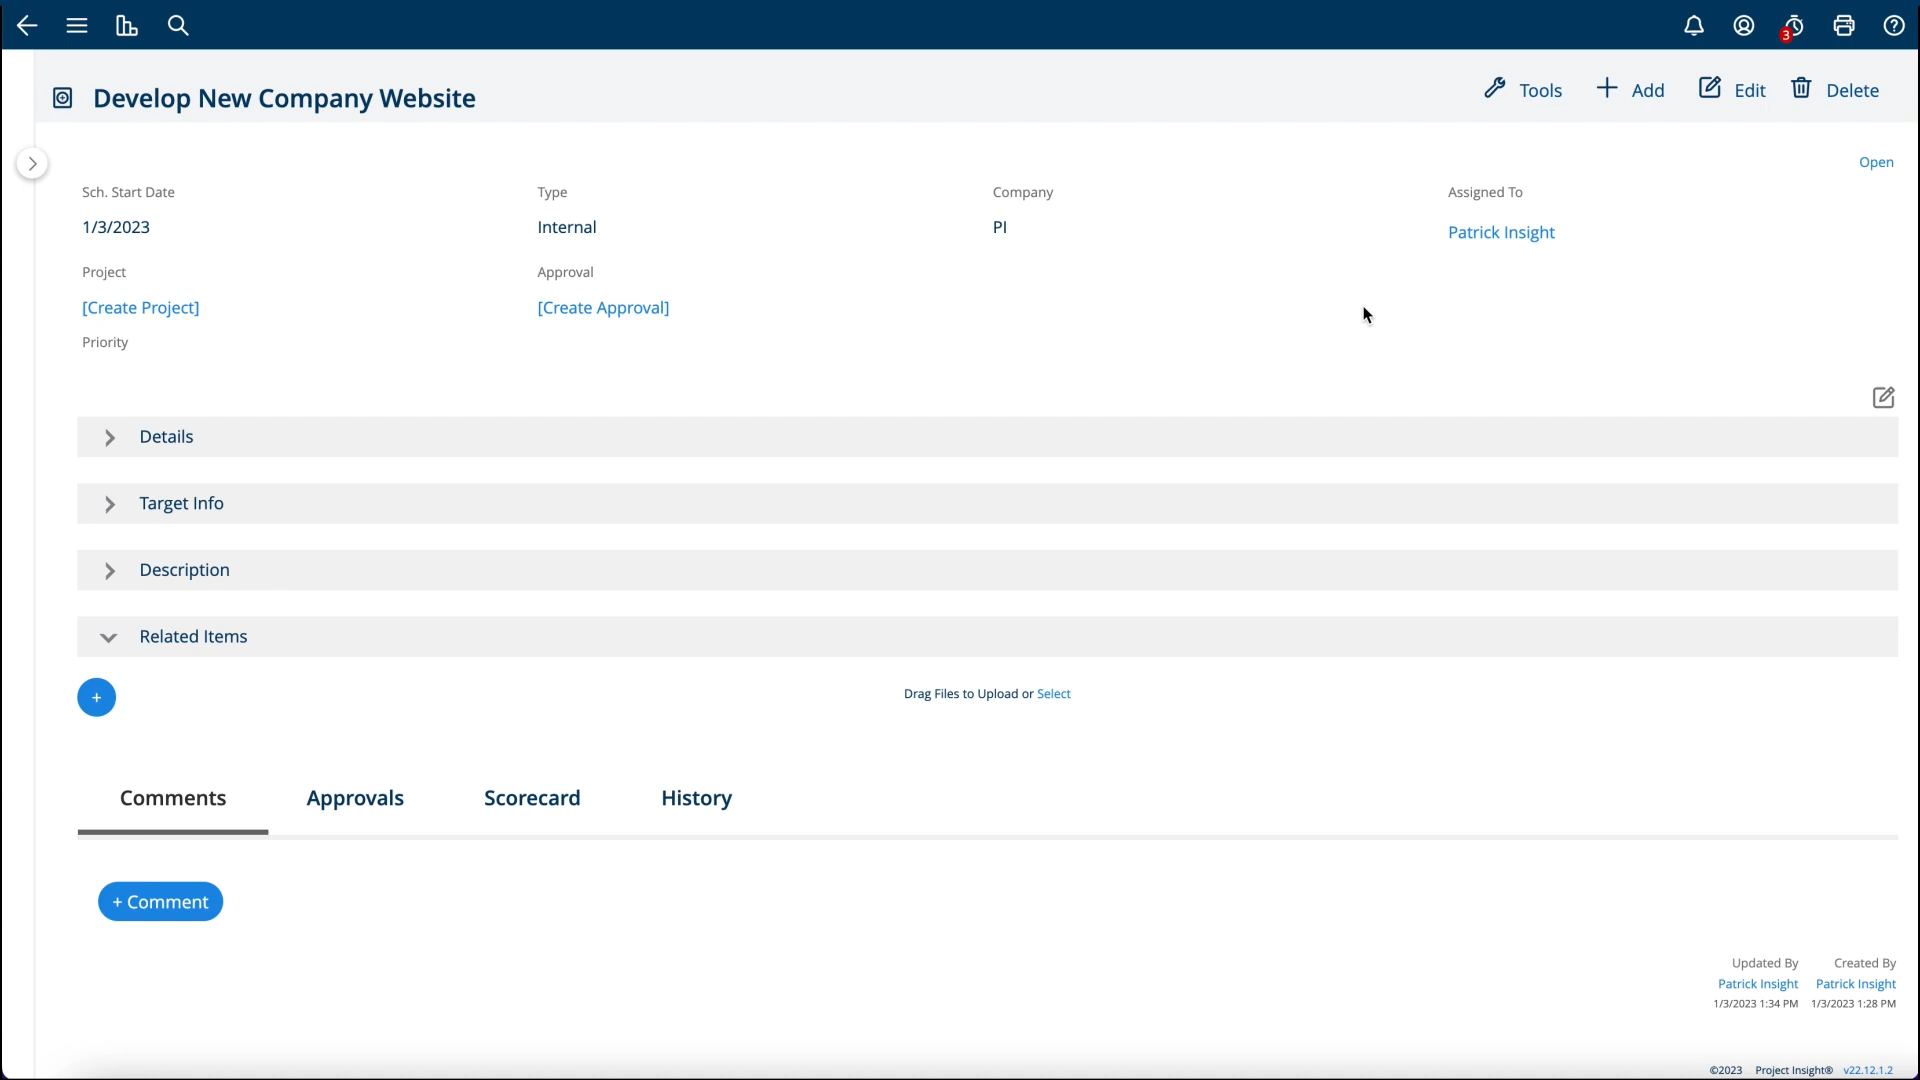 3
Develop New Company Website
Tools Add Edit Delete
Open
Sch. Start Date Type Company Assigned To
1/3/2023 Internal PI Patrick Insight
Project Approval
[Create Project] [Create Approval]
Priority
Details
Target Info
Description
Related Items
+ Drag Files to Upload or Select
Comments Approvals Scorecard History
+ Comment
Updated By Created By
Patrick Insight Patrick Insight
1/3/2023 1:34 PM 1/3/2023 1:28 PM
©2023 Project Insight® v22.12.1.2